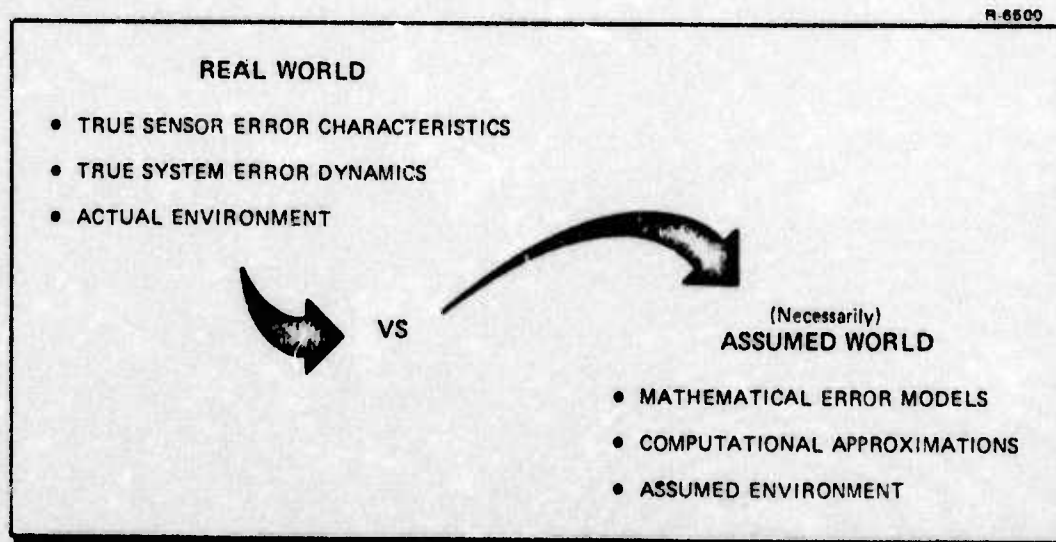 R-6500
REAL WORLD
• TRUE SENSOR ERROR CHARACTERISTICS
• TRUE SYSTEM ERROR DYNAMICS
• ACTUAL ENVIRONMENT
VS
(Necessarily)
ASSUMED WORLD
• MATHEMATICAL ERROR MODELS
• COMPUTATIONAL APPROXIMATIONS
• ASSUMED ENVIRONMENT